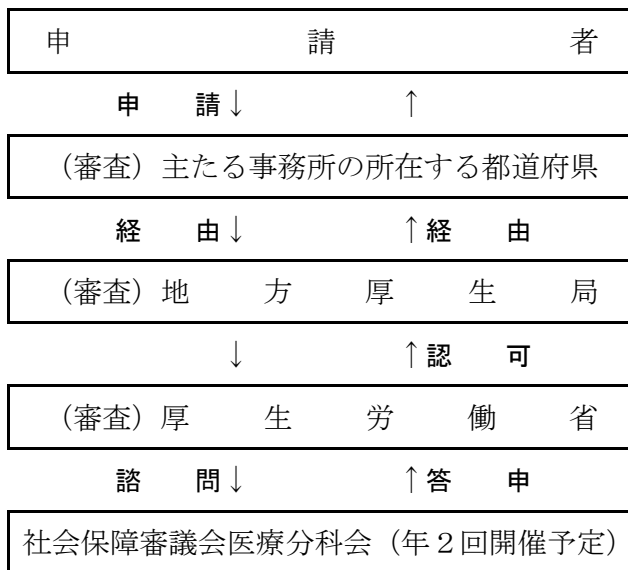 申請者
申請↓ ↑
（審査）主たる事務所の所在する都道府県
経由↓ ↑経由
（審査）地方厚生局
↓ ↑認可
（審査）厚生労働省
諮問↓ ↑答申
社会保障審議会医療分科会（年２回開催予定）